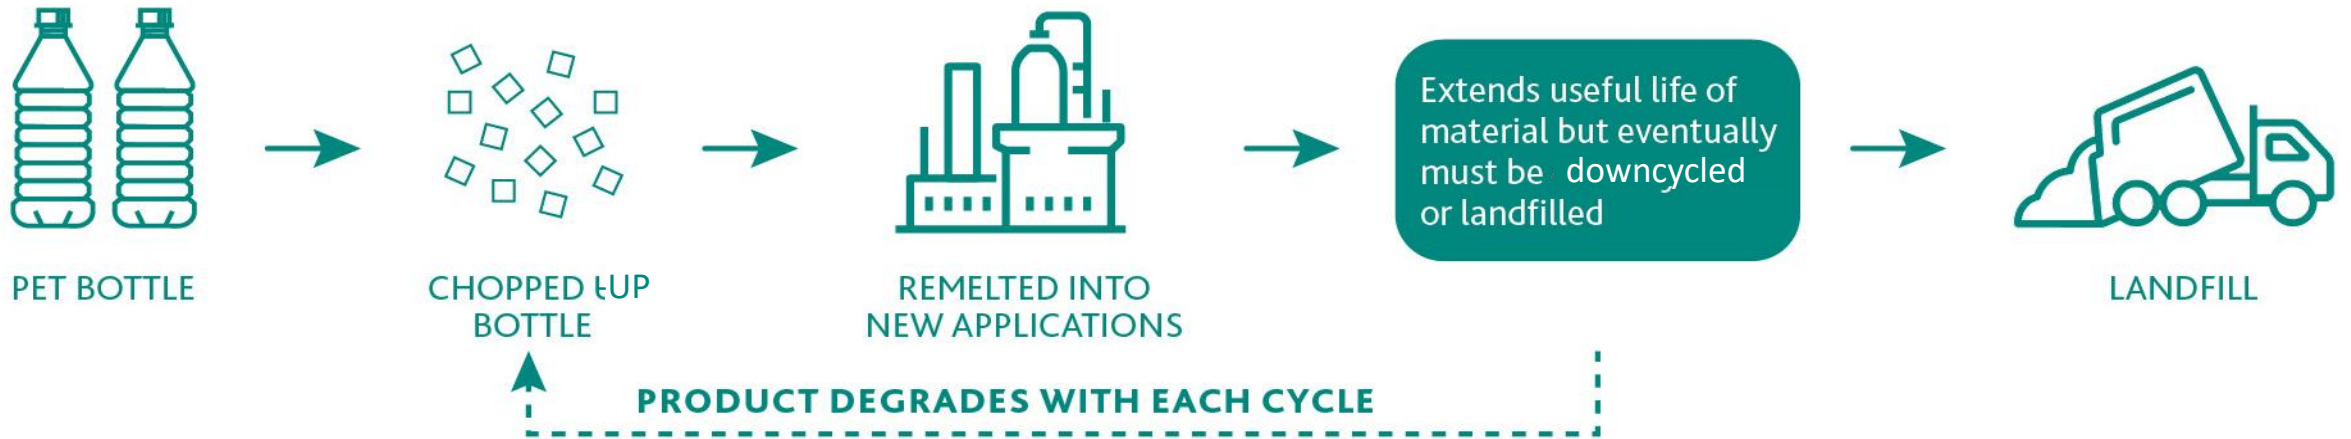 Extends useful life of
material but eventually
must be downcycled
or landfilled
PET BOTTLE
CHOPPED tUP
BOTTLE
REMELTED INTO
NEW APPLICATIONS
LANDFILL
PRODUCT DEGRADES WITH EACH CYCLE